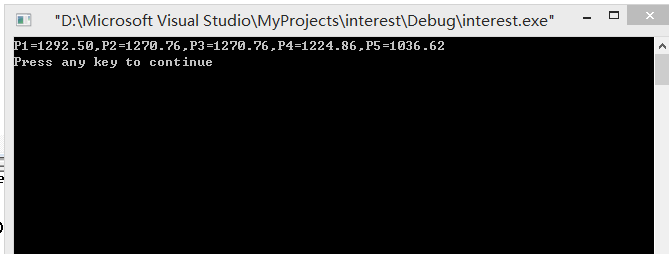 "D:\Microsoft Visual Studio\MyProjects\interest\Debug\interest.exe"
P1=1292.50,P2=1270.76,P3=1270.76,P4=1224.86,P5=1036.62
Press any key to continue